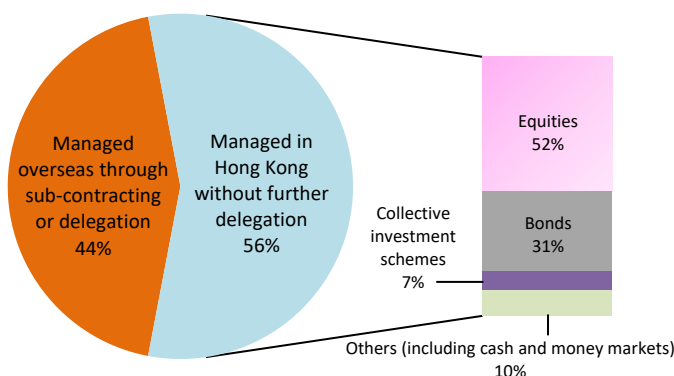 Managed
overseas through
sub-contracting
or delegation
44%
Managed in
Hong Kong
without further
delegation
56%
Equities
52%
Bonds
31%
Collective
investment
schemes
7%
Others (including cash and money markets)
10%